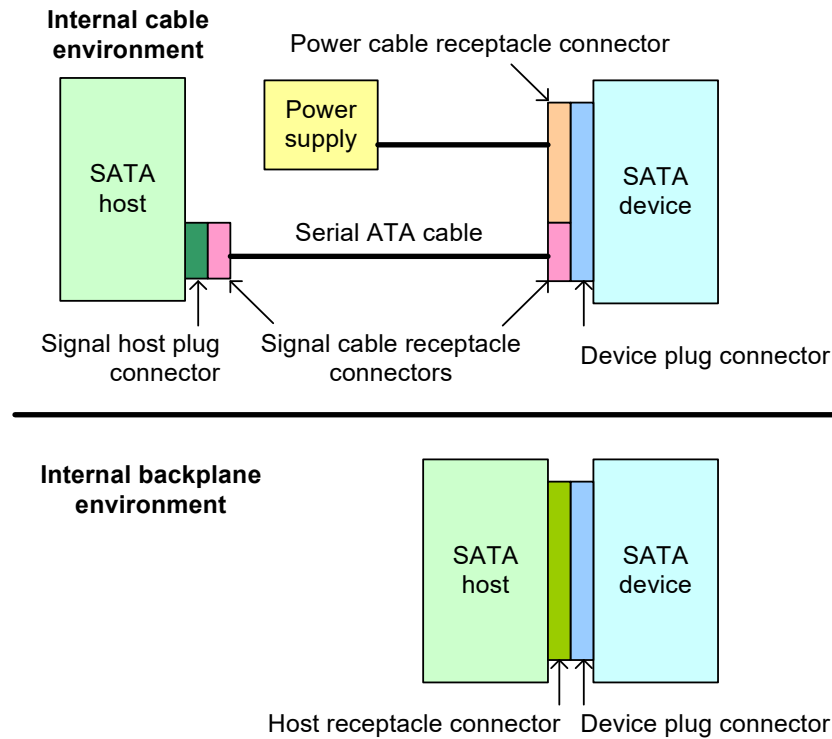 Internal cable
environment
Power cable receptacle connector
Power
supply
SATA
host
SATA
device
Serial ATA cable
Signal host plug
connector
Signal cable receptacle
connectors
Device plug connector
Internal backplane
environment
SATA
host
SATA
device
Host receptacle connector
Device plug connector